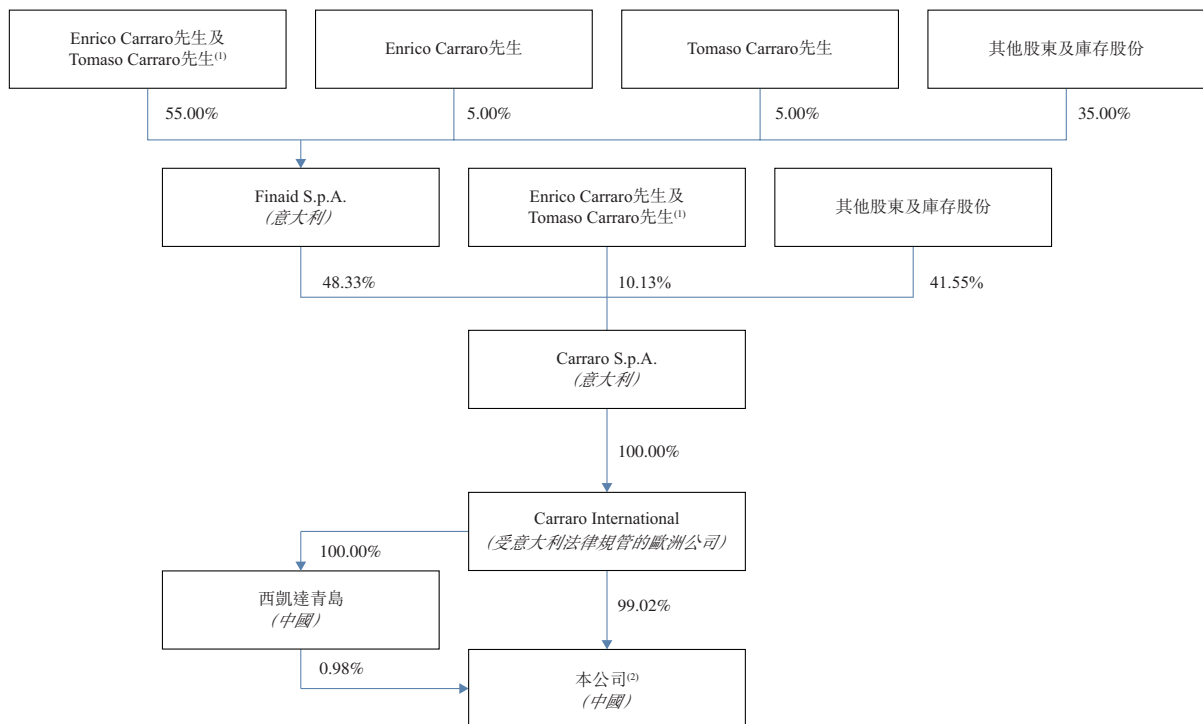 Enrico Carraro先生及
Tomaso Carraro先生(1)
Enrico Carraro先生
Tomaso Carraro先生
其他股東及庫存股份
55.00%
5.00%
5.00%
35.00%
Finaid S.p.A.
（意大利）
Enrico Carraro先生及
Tomaso Carraro先生(1)
其他股東及庫存股份
48.33%
10.13%
41.55%
Carraro S.p.A.
（意大利）
100.00%
Carraro International
（受意大利法律規管的歐洲公司）
100.00%
99.02%
西凱達青島
（中國）
0.98%
本公司(2)
（中國）